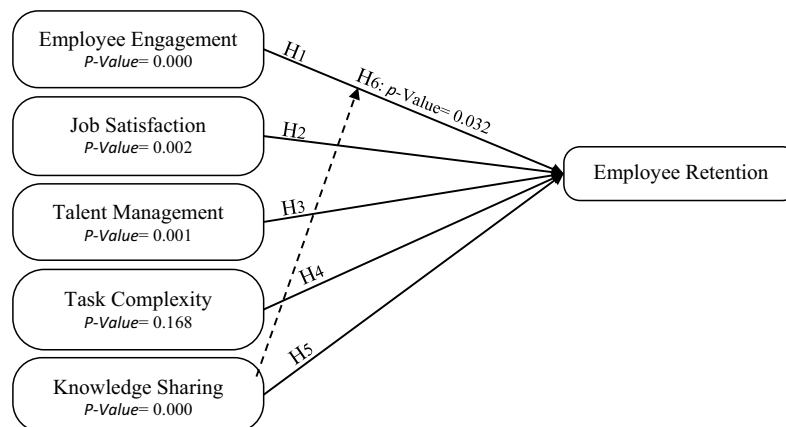 Employee Engagement
P-Value= 0.000
H1
H6: p-Value= 0.032
Job Satisfaction
P-Value= 0.002
H2
Employee Retention
Talent Management
P-Value= 0.001
H3
Task Complexity
P-Value= 0.168
H4
Knowledge Sharing
P-Value= 0.000
H5